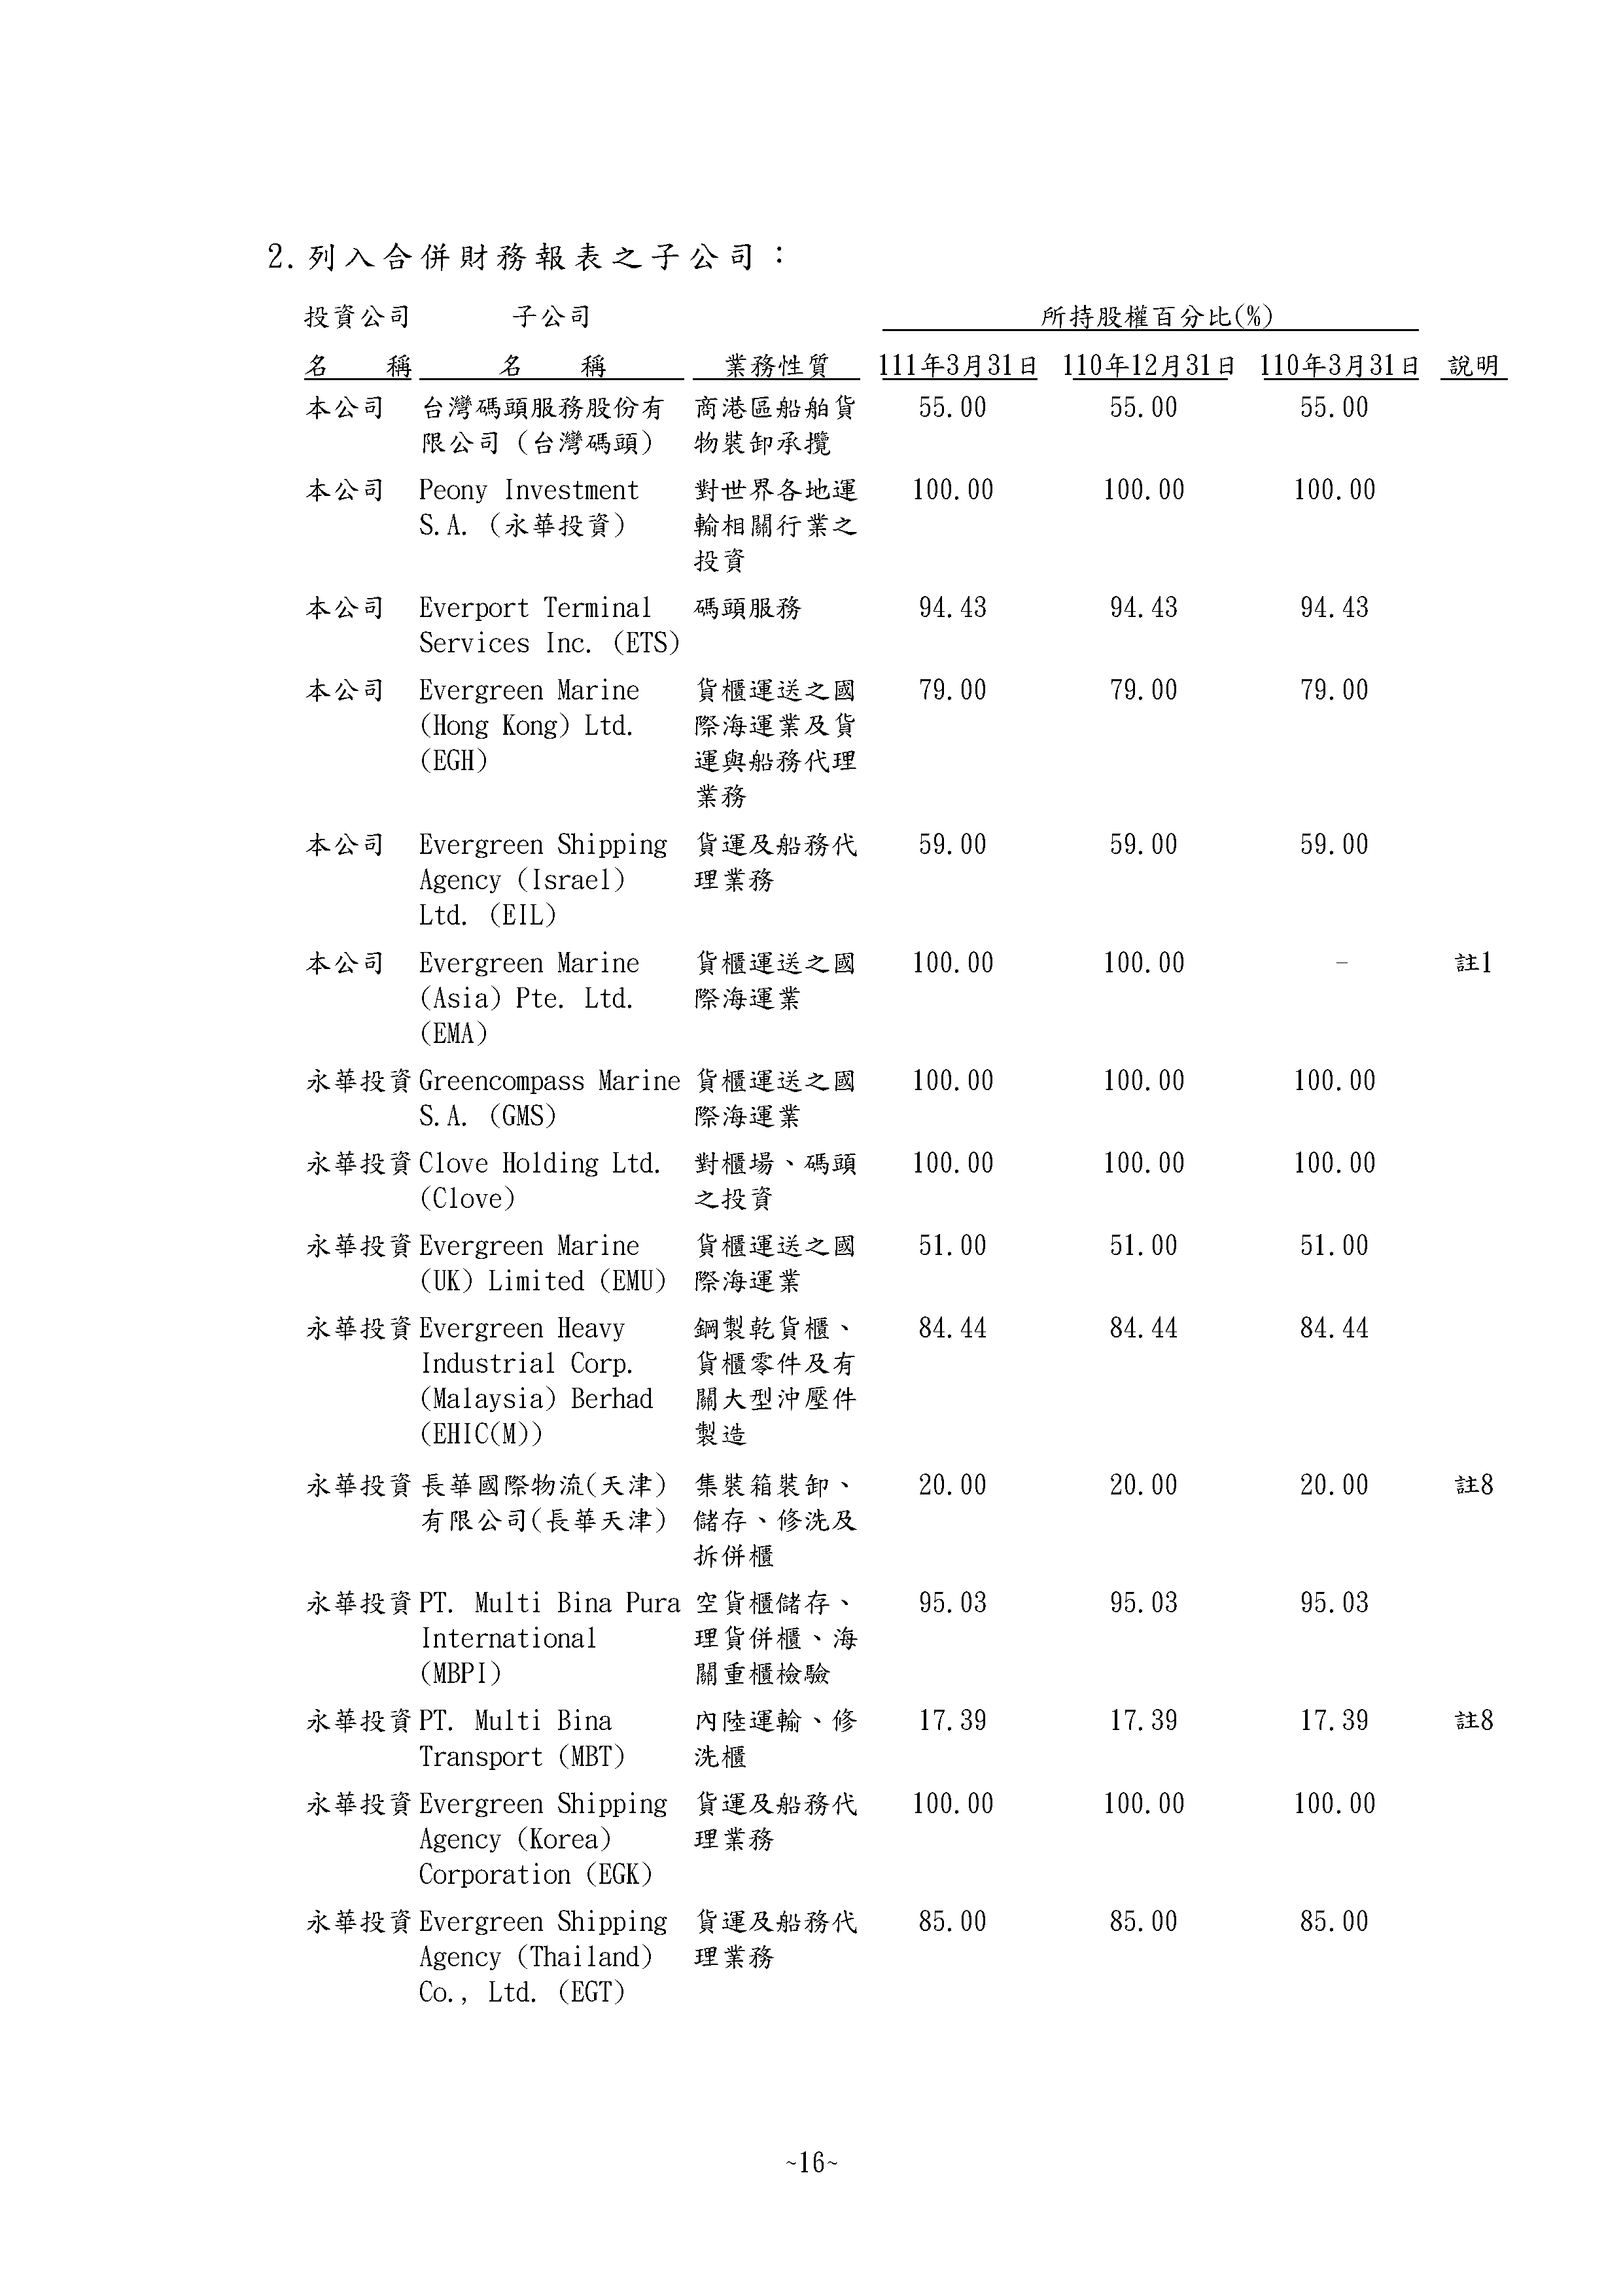 2.列入合併財務報表之子公司：
投資公司 子公司 所持股權百分比(%)
名 稱 名 稱 業務性質 111年3月31日 110年12月31日 110年3月31日 說明
本公司 台灣碼頭服務股份有 商港區船舶貨 55.00 55.00 55.00
限公司 (台灣碼頭) 物裝卸承攬
本公司 Peony Investment 對世界各地運 100.00 100.00 100.00
S.A. (永華投資) 輸相關行業之
投資
本公司 Everport Terminal 碼頭服務 94.43 94.43 94.43
Services Inc. (ETS)
本公司 Evergreen Marine 貨櫃運送之國 79.00 79.00 79.00
(Hong Kong) Ltd. 際海運業及貨
(EGH) 運與船務代理
業務
本公司 Evergreen Shipping 貨運及船務代 59.00 59.00 59.00
Agency (Israel) 理業務
Ltd. (EIL)
本公司 Evergreen Marine 貨櫃運送之國 100.00 100.00 - 註1
(Asia) Pte. Ltd. 際海運業
(EMA)
永華投資 Greencompass Marine 貨櫃運送之國 100.00 100.00 100.00
S.A. (GMS) 際海運業
永華投資 Clove Holding Ltd. 對櫃場、碼頭 100.00 100.00 100.00
(Clove) 之投資
永華投資 Evergreen Marine 貨櫃運送之國 51.00 51.00 51.00
(UK) Limited (EMU) 際海運業
永華投資 Evergreen Heavy 鋼製乾貨櫃、 84.44 84.44 84.44
Industrial Corp. 貨櫃零件及有
(Malaysia) Berhad 關大型沖壓件
(EHIC(M)) 製造
永華投資 長華國際物流(天津) 集裝箱裝卸、 20.00 20.00 20.00 註8
有限公司(長華天津) 儲存、修洗及
拆併櫃
永華投資 PT. Multi Bina Pura 空貨櫃儲存、 95.03 95.03 95.03
International 理貨併櫃、海
(MBPI) 關重櫃檢驗
永華投資 PT. Multi Bina 內陸運輸、修 17.39 17.39 17.39 註8
Transport (MBT) 洗櫃
永華投資 Evergreen Shipping 貨運及船務代 100.00 100.00 100.00
Agency (Korea) 理業務
Corporation (EGK)
永華投資 Evergreen Shipping 貨運及船務代 85.00 85.00 85.00
Agency (Thailand) 理業務
Co., Ltd. (EGT)
~16~